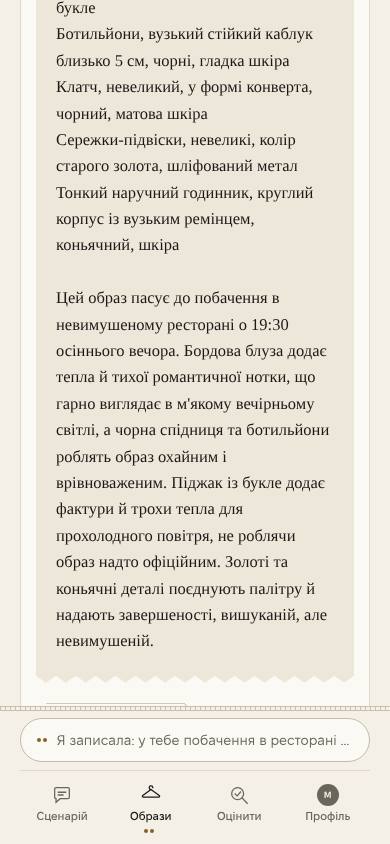 букле
Ботильйони, вузький стійкий каблук
близько 5 см, чорні, гладка шкіра
Клатч, невеликий, у формі конверта,
чорний, матова шкіра
Сережки-підвіски, невеликі, колір
старого золота, шліфований метал
Тонкий наручний годинник, круглий
корпус із вузьким ремінцем,
коньячний, шкіра
Цей образ пасує до побачення в
невимушеному ресторані о 19:30
осіннього вечора. Бордова блуза додає
тепла й тихої романтичної нотки, що
гарно виглядає в м'якому вечірньому
світлі, а чорна спідниця та ботильйони
роблять образ охайним і
врівноваженим. Піджак із букле додає
фактури й трохи тепла для
прохолодного повітря, не роблячи
образ надто офіційним. Золоті та
коньячні деталі поєднують палітру й
надають завершеності, вишуканій, але
невимушеній.
Я записала: у тебе побачення в ресторані ...
Сценарій
Образи
Оцінити
М
Профіль